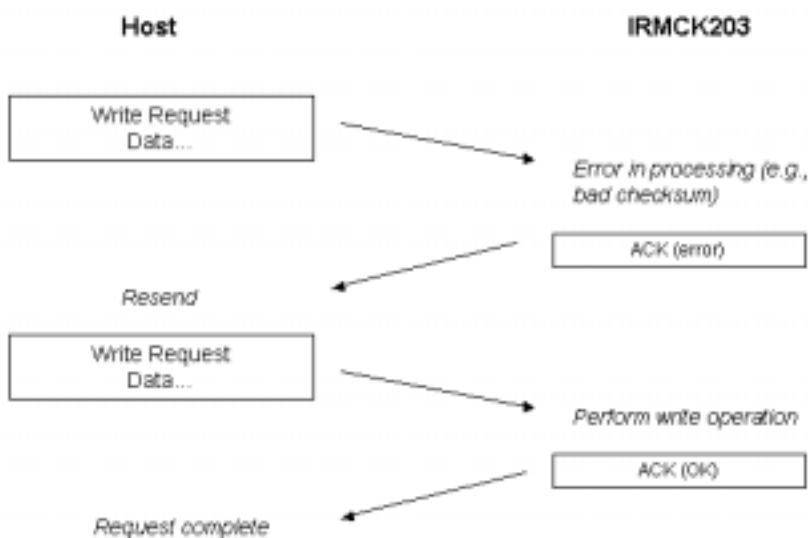 Host
IRMCK203
Write Request
Data...
Error in processing (e.g.,
bad checksum)
ACK (error)
Resend
Write Request
Data...
Perform write operation
ACK (OK)
Request complete